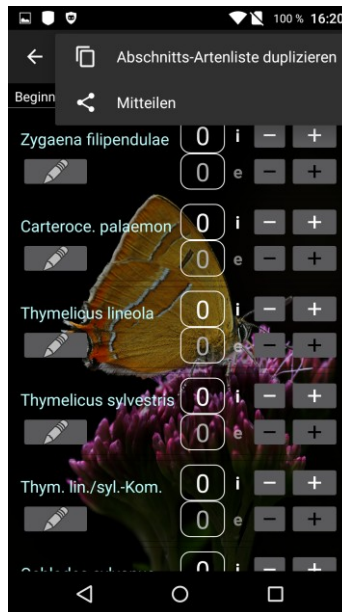 100 % 16:20
Abschnitts-Artenliste duplizieren
Mitteilen
Beginn
Zygaena filipendulae 0 i − +
0 e − +
Carteroce. palaemon 0 i − +
0 e − +
Thymelicus lineola 0 i − +
0 e − +
Thymelicus sylvestris 0 i − +
0 e − +
Thym. lin./syl.-Kom. 0 i − +
0 e − +
0 i − +